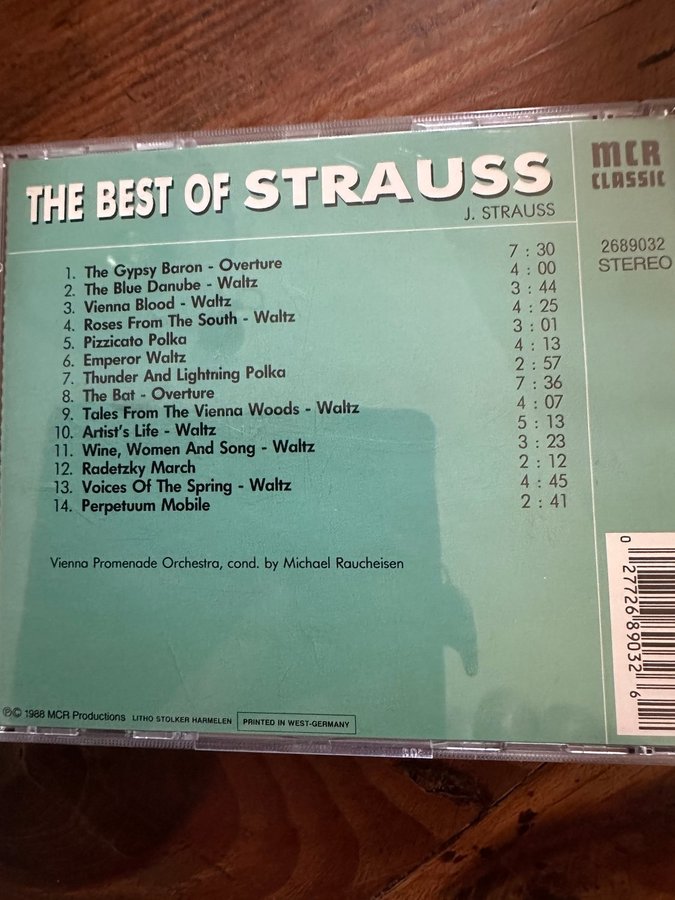 THE BEST OF STRAUSS
J. STRAUSS
MCR
CLASSIC
2689032
STEREO
1. The Gypsy Baron - Overture 7 : 30
2. The Blue Danube - Waltz 4 : 00
3. Vienna Blood - Waltz 3 : 44
4. Roses From The South - Waltz 4 : 25
5. Pizzicato Polka 3 : 01
6. Emperor Waltz 4 : 13
7. Thunder And Lightning Polka 2 : 57
8. The Bat - Overture 7 : 36
9. Tales From The Vienna Woods - Waltz 4 : 07
10. Artist's Life - Waltz 5 : 13
11. Wine, Women And Song - Waltz 3 : 23
12. Radetzky March 2 : 12
13. Voices Of The Spring - Waltz 4 : 45
14. Perpetuum Mobile 2 : 41
Vienna Promenade Orchestra, cond. by Michael Raucheisen
℗© 1988 MCR Productions LITHO STOLKER HARMELEN PRINTED IN WEST-GERMANY
0 27726 89032 6